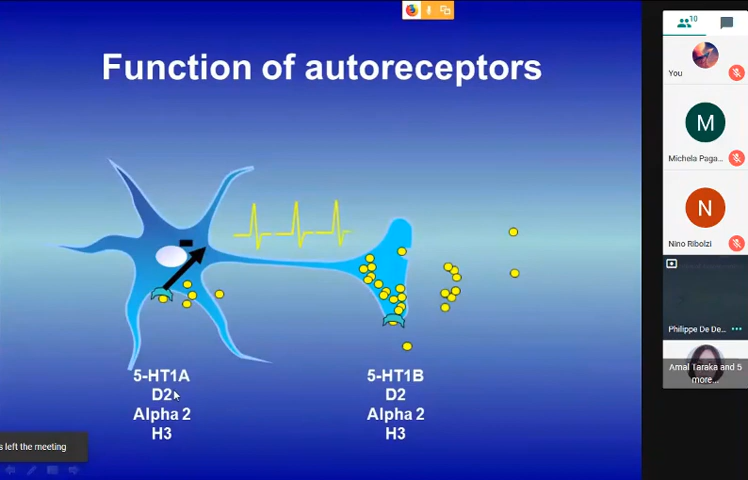 Function of autoreceptors
5-HT1A
D2
Alpha 2
H3
5-HT1B
D2
Alpha 2
H3
10
You
M
Michela Paga...
N
Nino Ribolzi
Philippe De De...
Amal Taraka and 5
more...
s left the meeting